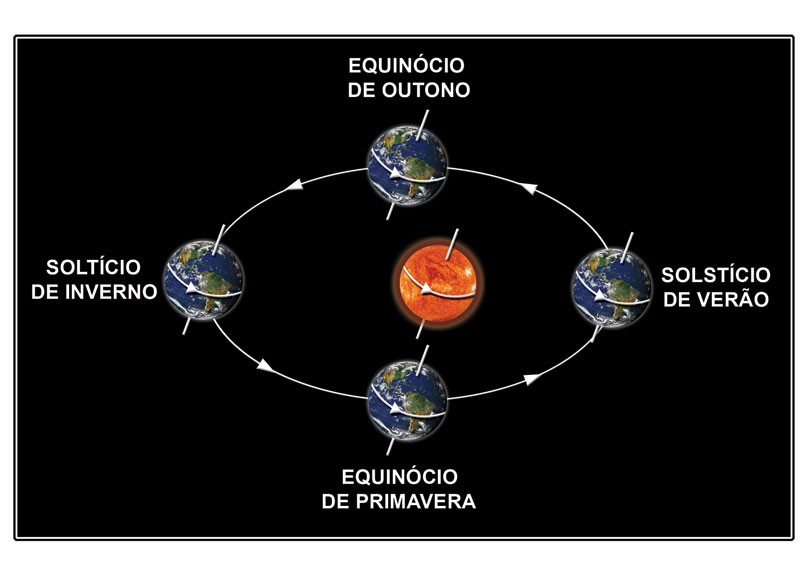 EQUINÓCIO
DE OUTONO
SOLTÍCIO
DE INVERNO
SOLSTÍCIO
DE VERÃO
EQUINÓCIO
DE PRIMAVERA